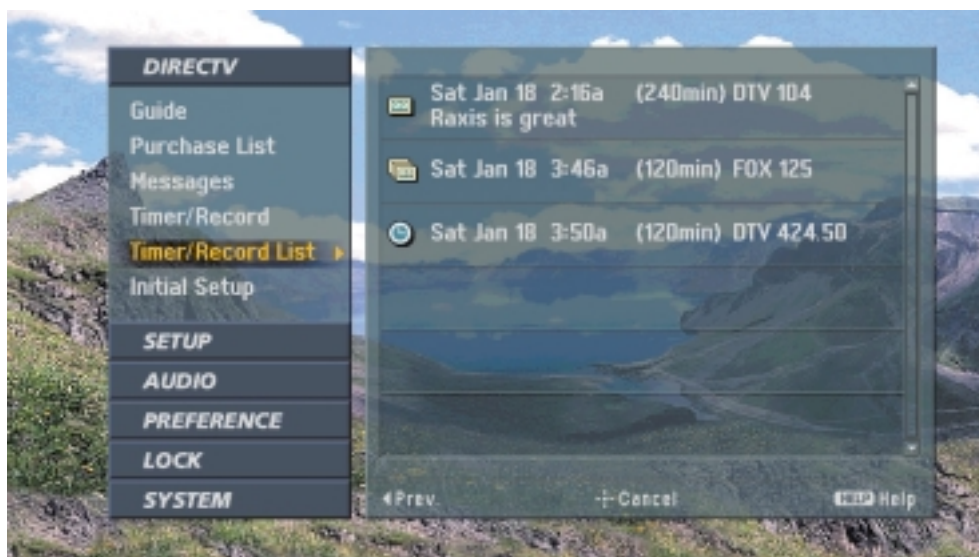 DIRECTV
Guide
Purchase List
Messages
Timer/Record
Timer/Record List
Initial Setup
SETUP
AUDIO
PREFERENCE
LOCK
SYSTEM
Sat Jan 18 2:16a (240min) DTV 104
Raxis is great
Sat Jan 18 3:46a (120min) FOX 125
Sat Jan 18 3:50a (120min) DTV 424.50
Prev. Cancel HELP Help